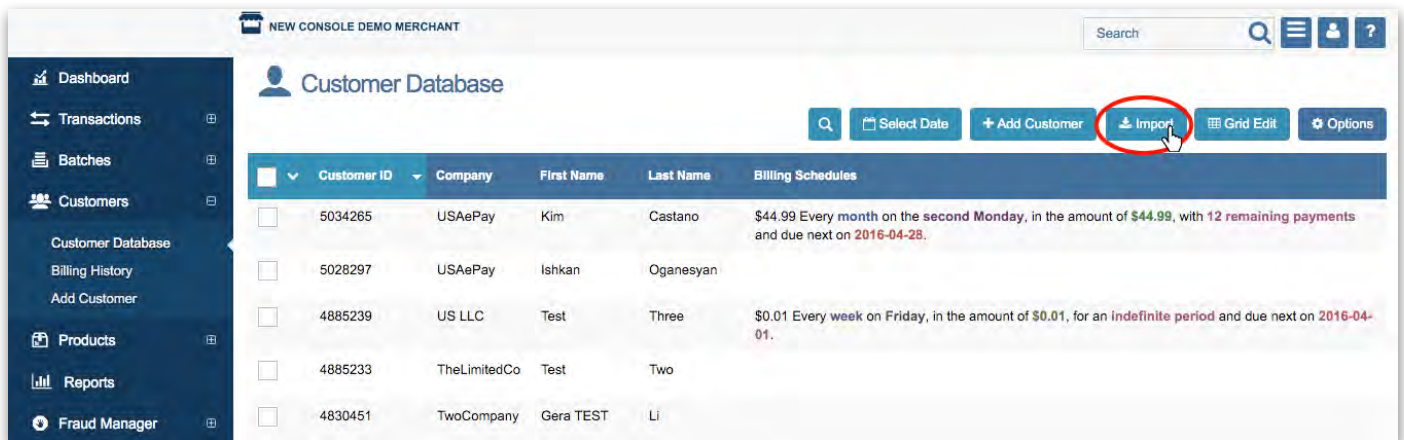 NEW CONSOLE DEMO MERCHANT
Search
?
Dashboard
Transactions
Batches
Customers
Customer Database
Billing History
Add Customer
Products
Reports
Fraud Manager
Customer Database
Select Date
+ Add Customer
Import
Grid Edit
Options
Customer ID Company First Name Last Name Billing Schedules
5034265 USAePay Kim Castano $44.99 Every month on the second Monday, in the amount of $44.99, with 12 remaining payments
and due next on 2016-04-28.
5028297 USAePay Ishkan Oganesyan
4885239 US LLC Test Three $0.01 Every week on Friday, in the amount of $0.01, for an indefinite period and due next on 2016-04-
01.
4885233 TheLimitedCo Test Two
4830451 TwoCompany Gera TEST Li